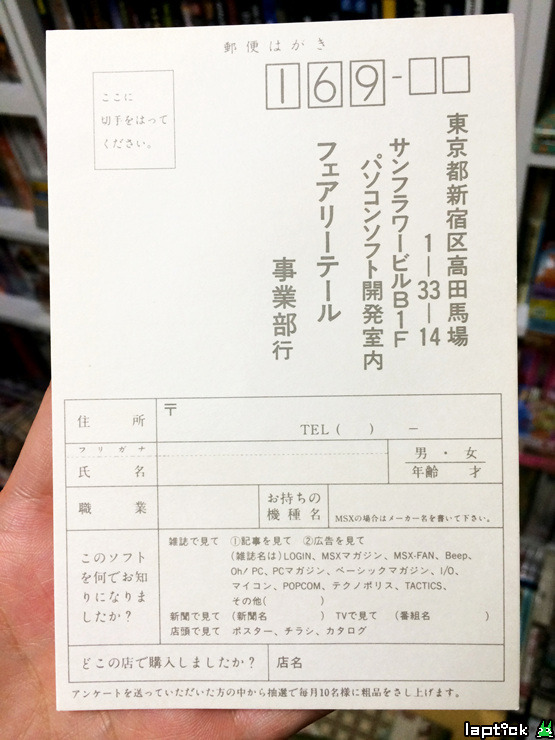 郵便はがき
ここに
切手をはって
ください。
169-
東京都新宿区高田馬場
1―33―14
サンフラワービルB1F
パソコンソフト開発室内
フェアリーテール
事業部行
住所
〒
TEL ( ) －
フリガナ
氏名
男・女
年齢 才
職業
お持ちの
機種名
MSXの場合はメーカー名を書いて下さい。
このソフト
を何でお知
りになりま
したか？
雑誌で見て ①記事を見て ②広告を見て
(雑誌名は)LOGIN、MSXマガジン、MSX-FAN、Beep、
Oh! PC、PCマガジン、ベーシックマガジン、I/O、
マイコン、POPCOM、テクノポリス、TACTICS、
その他( )
新聞で見て (新聞名 ) TVで見て (番組名 )
店頭で見て ポスター、チラシ、カタログ
どこの店で購入しましたか？
店名
アンケートを送っていただいた方の中から抽選で毎月10名様に粗品をさし上げます。
laptick